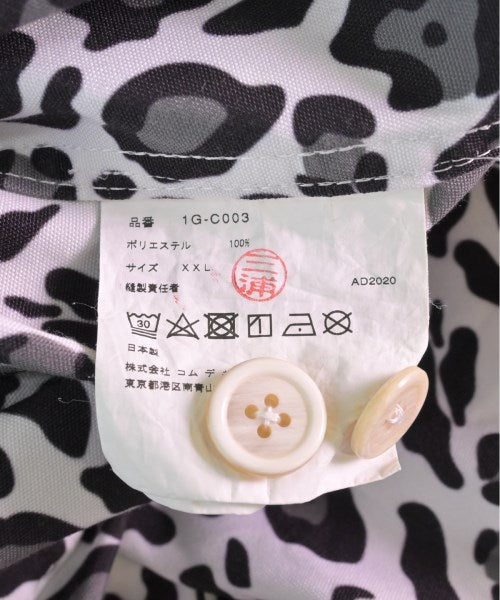 品番 1G-C003
ポリエステル 100%
サイズ XXL
三浦
縫製責任者 AD2020
30
日本製
株式会社 コム デ
東京都港区南青山